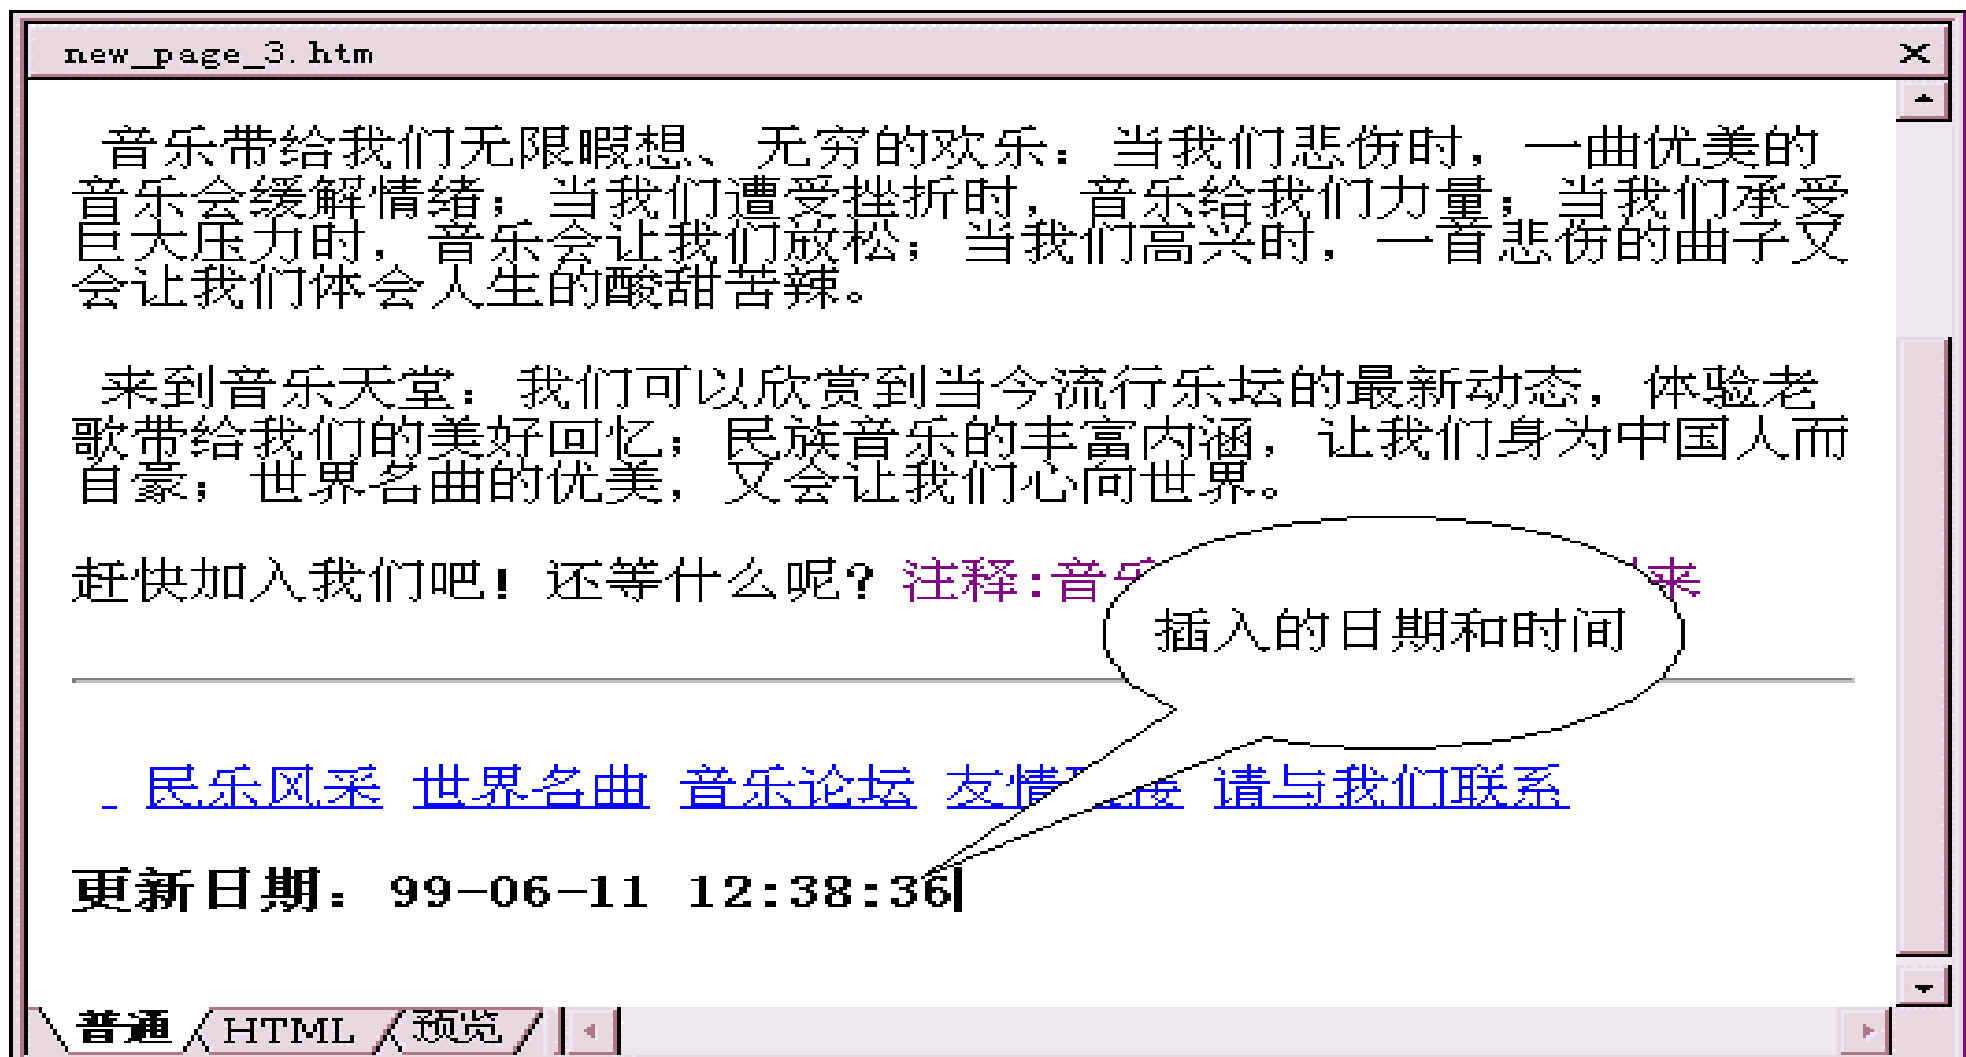 new_page_3.htm
音乐带给我们无限暇想、无穷的欢乐：当我们悲伤时，一曲优美的
音乐会缓解情绪；当我们遭受挫折时，音乐给我们力量；当我们承受
巨大压力时，音乐会让我们放松；当我们高兴时，一首悲伤的曲子又
会让我们体会人生的酸甜苦辣。
来到音乐天堂：我们可以欣赏到当今流行乐坛的最新动态，体验老
歌带给我们的美好回忆；民族音乐的丰富内涵，让我们身为中国人而
自豪；世界名曲的优美，又会让我们心向世界。
赶快加入我们吧！还等什么呢？注释:音 来
插入的日期和时间
民乐风采 世界名曲 音乐论坛 友情 接 请与我们联系
更新日期：99-06-11 12:38:36
普通 HTML 预览